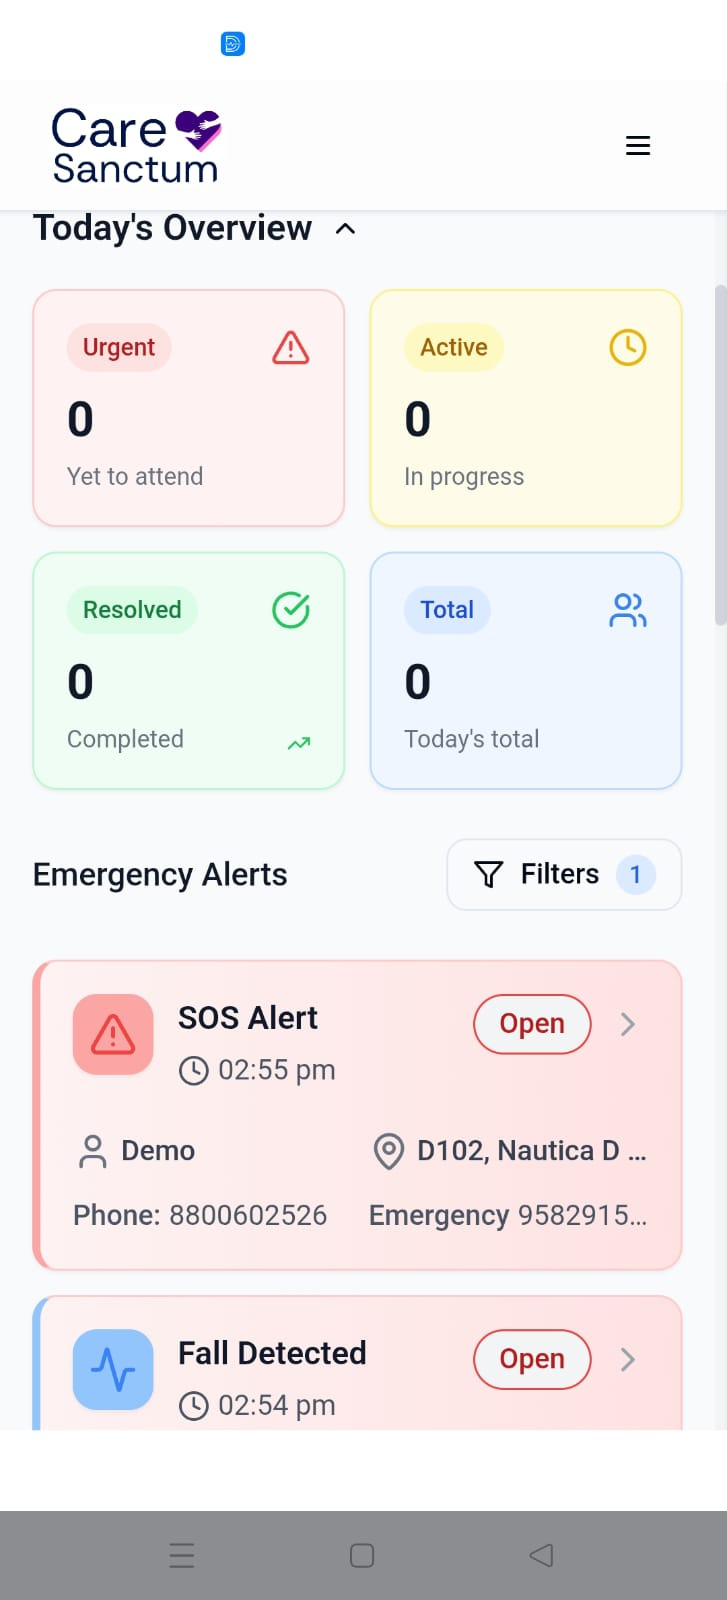 Care
Sanctum
Today's Overview
Urgent
0
Yet to attend
Active
0
In progress
Resolved
0
Completed
Total
0
Today's total
Emergency Alerts
Filters 1
SOS Alert
Open
02:55 pm
Demo
D102, Nautica D ...
Phone: 8800602526
Emergency 9582915...
Fall Detected
Open
02:54 pm